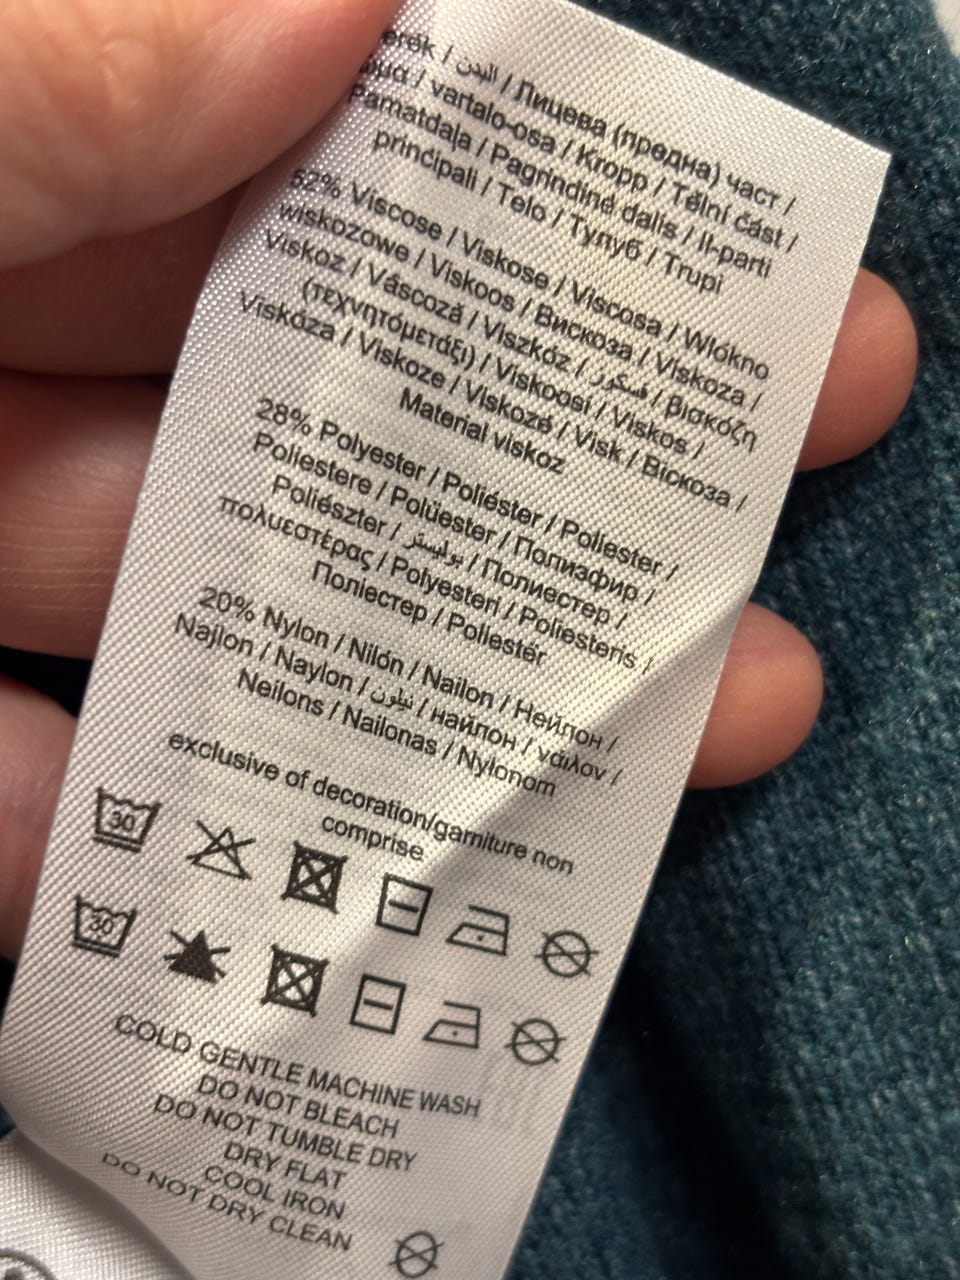 / البدن / Лицева (предна) част /
/ vartalo-osa / Kropp / Tělní část /
Pamatdaļa / Pagrindinė dalis / Il-parti
principali / Telo / Тулуб / Trupi
52% Viscose / Viskose / Viscosa / Włókno
wiskozowe / Viskoos / Вискоза / Viskoza /
Viskoz / Vâscoză / Viszkóz / فسكوز / βισκόζη
(τεχνητόμετάξι) / Viskoosi / Viskos /
Viskóza / Viskoze / Viskozė / Visk / Віскоза /
Material viskoz
28% Polyester / Poliéster / Poliester /
Poliestere / Polüester / Полиэфир /
Poliészter / بوليستر / Полиестер /
πολυεστέρας / Polyesteri / Poliesteris /
Поліестер / Poliestër
20% Nylon / Nilón / Nailon / Нейлон /
Najlon / Naylon / نيلون / найлон / νάιλον /
Neilons / Nailonas / Nylonom
exclusive of decoration/garniture non
comprise
30
30°
COLD GENTLE MACHINE WASH
DO NOT BLEACH
DO NOT TUMBLE DRY
DRY FLAT
COOL IRON
DO NOT DRY CLEAN